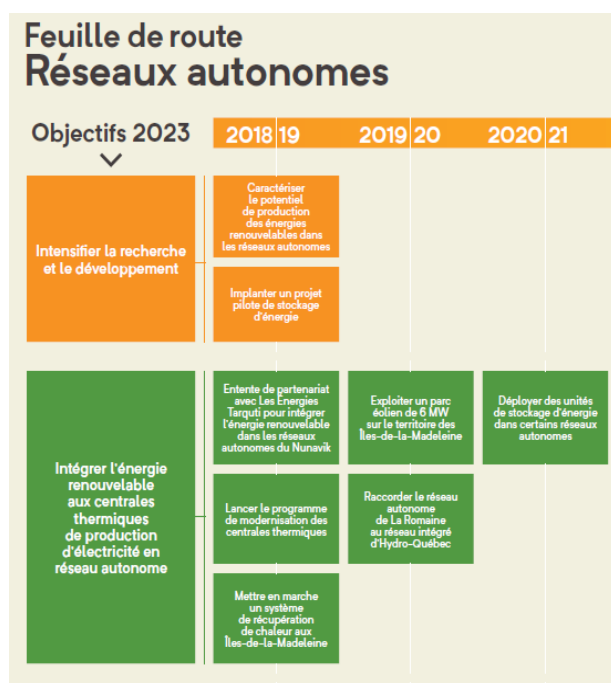 Feuille de route
Réseaux autonomes
Objectifs 2023
2018 19
2019 20
2020 21
Intensifier la recherche
et le développement
Caractériser
le potentiel
de production
des énergies
renouvelables dans
les réseaux autonomes
Implanter un projet
pilote de stockage
d'énergie
Intégrer l'énergie
renouvelable
aux centrales
thermiques
de production
d'électricité en
réseau autonome
Entente de partenariat
avec Les Énergies
Tarquti pour intégrer
l'énergie renouvelable
dans les réseaux
autonomes du Nunavik
Exploiter un parc
éolien de 6 MW
sur le territoire des
Îles-de-la-Madeleine
Déployer des unités
de stockage d'énergie
dans certains réseaux
autonomes
Lancer le programme
de modernisation des
centrales thermiques
Raccorder le réseau
autonome
de La Romaine
au réseau intégré
d'Hydro-Québec
Mettre en marche
un système
de récupération
de chaleur aux
Îles-de-la-Madeleine